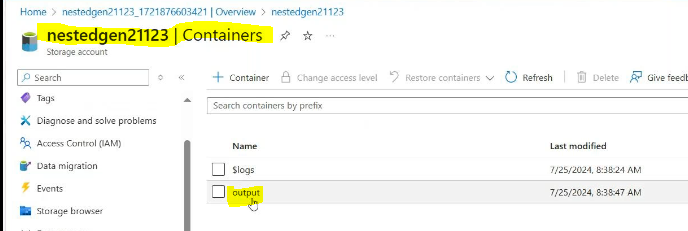 Home > nestedgen21123_1721876603421 | Overview > nestedgen21123
nestedgen21123 | Containers
Storage account
Search
Tags
Diagnose and solve problems
Access Control (IAM)
Data migration
Events
Storage browser
+ Container Change access level Restore containers Refresh Delete Give feedb
Search containers by prefix
Name Last modified
$logs 7/25/2024, 8:38:24 AM
output 7/25/2024, 8:38:47 AM